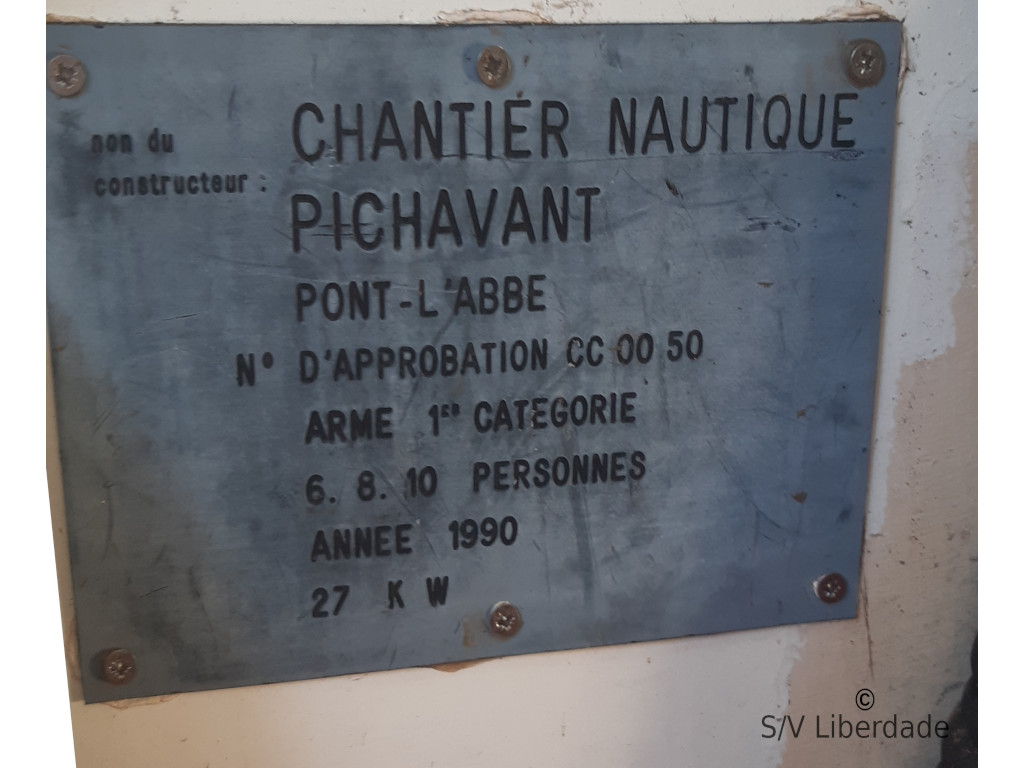 non du
constructeur :
CHANTIER NAUTIQUE
PICHAVANT
PONT-L'ABBE
N° D'APPROBATION CC 00 50
ARME 1ER CATEGORIE
6. 8. 10 PERSONNES
ANNEE 1990
27 K W
©
S/V Liberdade